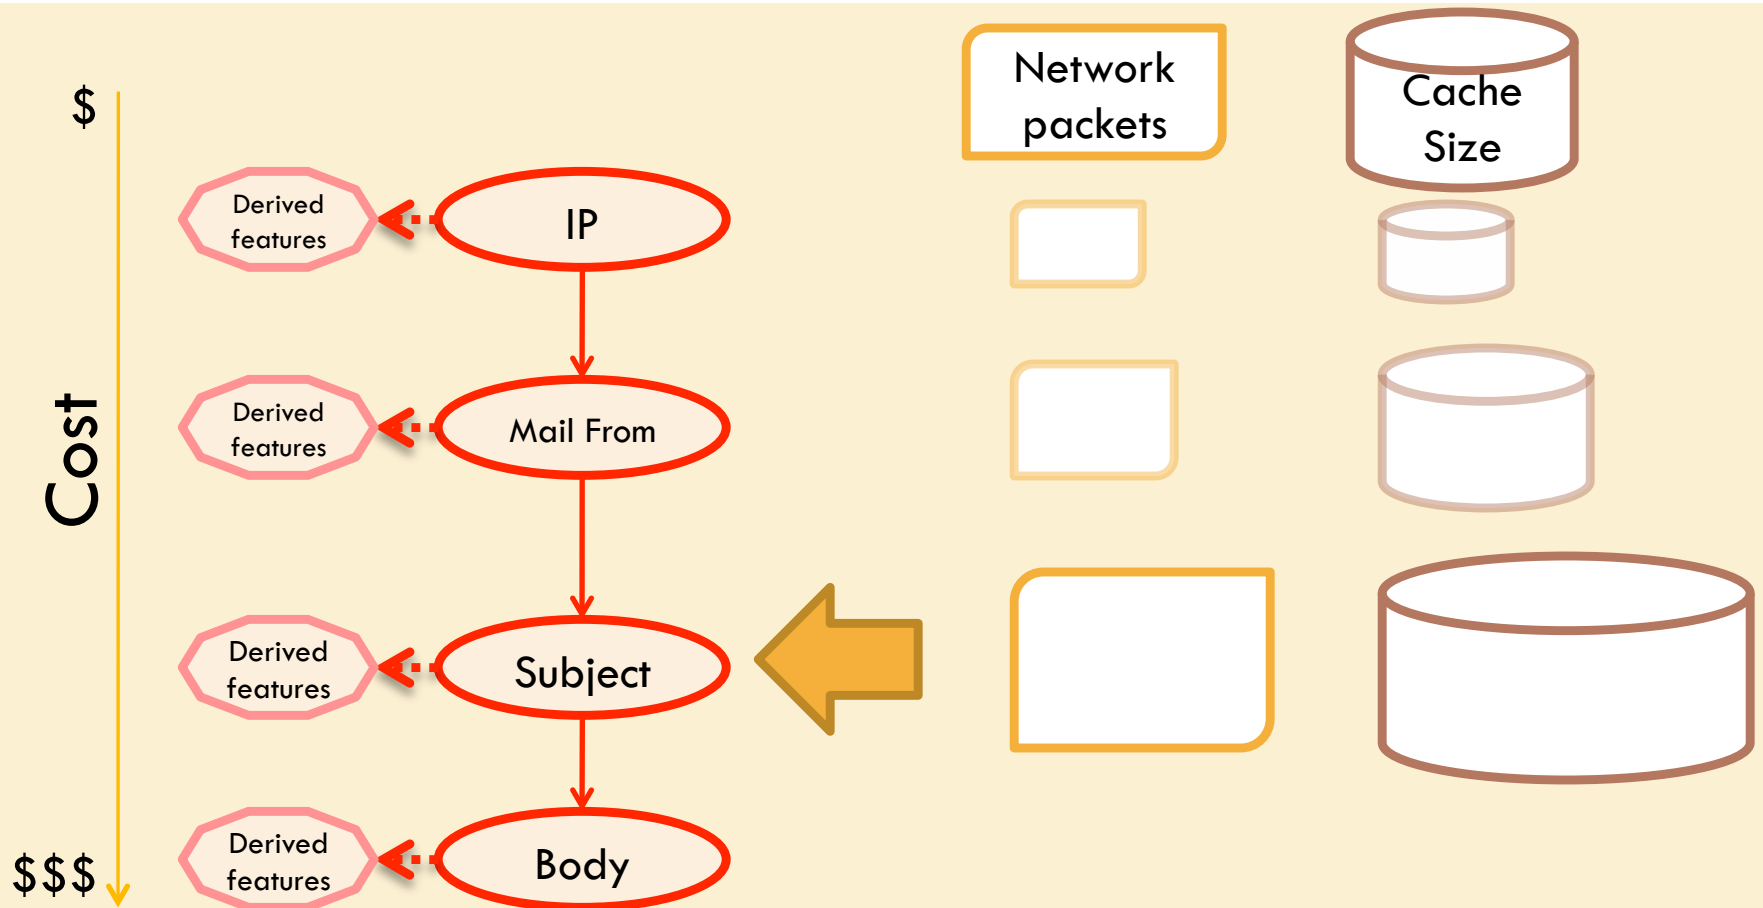 Network
packets
Cache
Size
$
Derived
features
IP
Cost
Derived
features
Mail From
Derived
features
Subject
Derived
features
Body
$$$